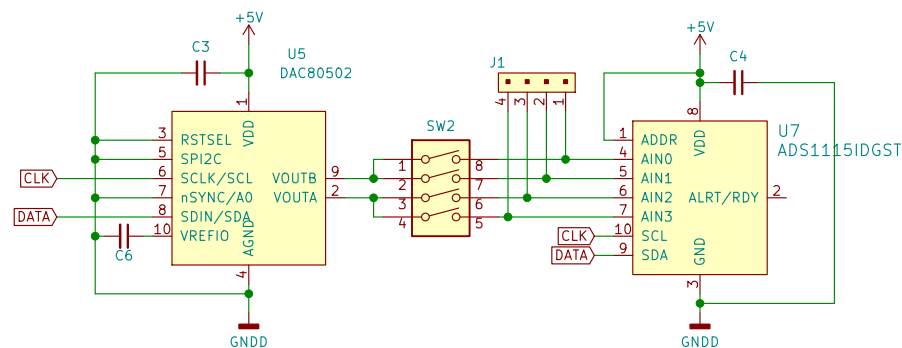 +5V
C3
U5
DAC80502
1
VDD
3 RSTSEL
5 SPI2C
CLK 6 SCLK/SCL
7 nSYNC/A0
DATA 8 SDIN/SDA
10 VREFIO
C6
VOUTB 9
VOUTA 2
AGND
4
GNDD
SW2
1 8
2 7
3 6
4 5
J1
4 3 2 1
+5V
C4
U7
ADS1115IDGST
8
VDD
1 ADDR
4 AIN0
5 AIN1
6 AIN2
7 AIN3
CLK 10 SCL
DATA 9 SDA
ALRT/RDY 2
GND
3
GNDD